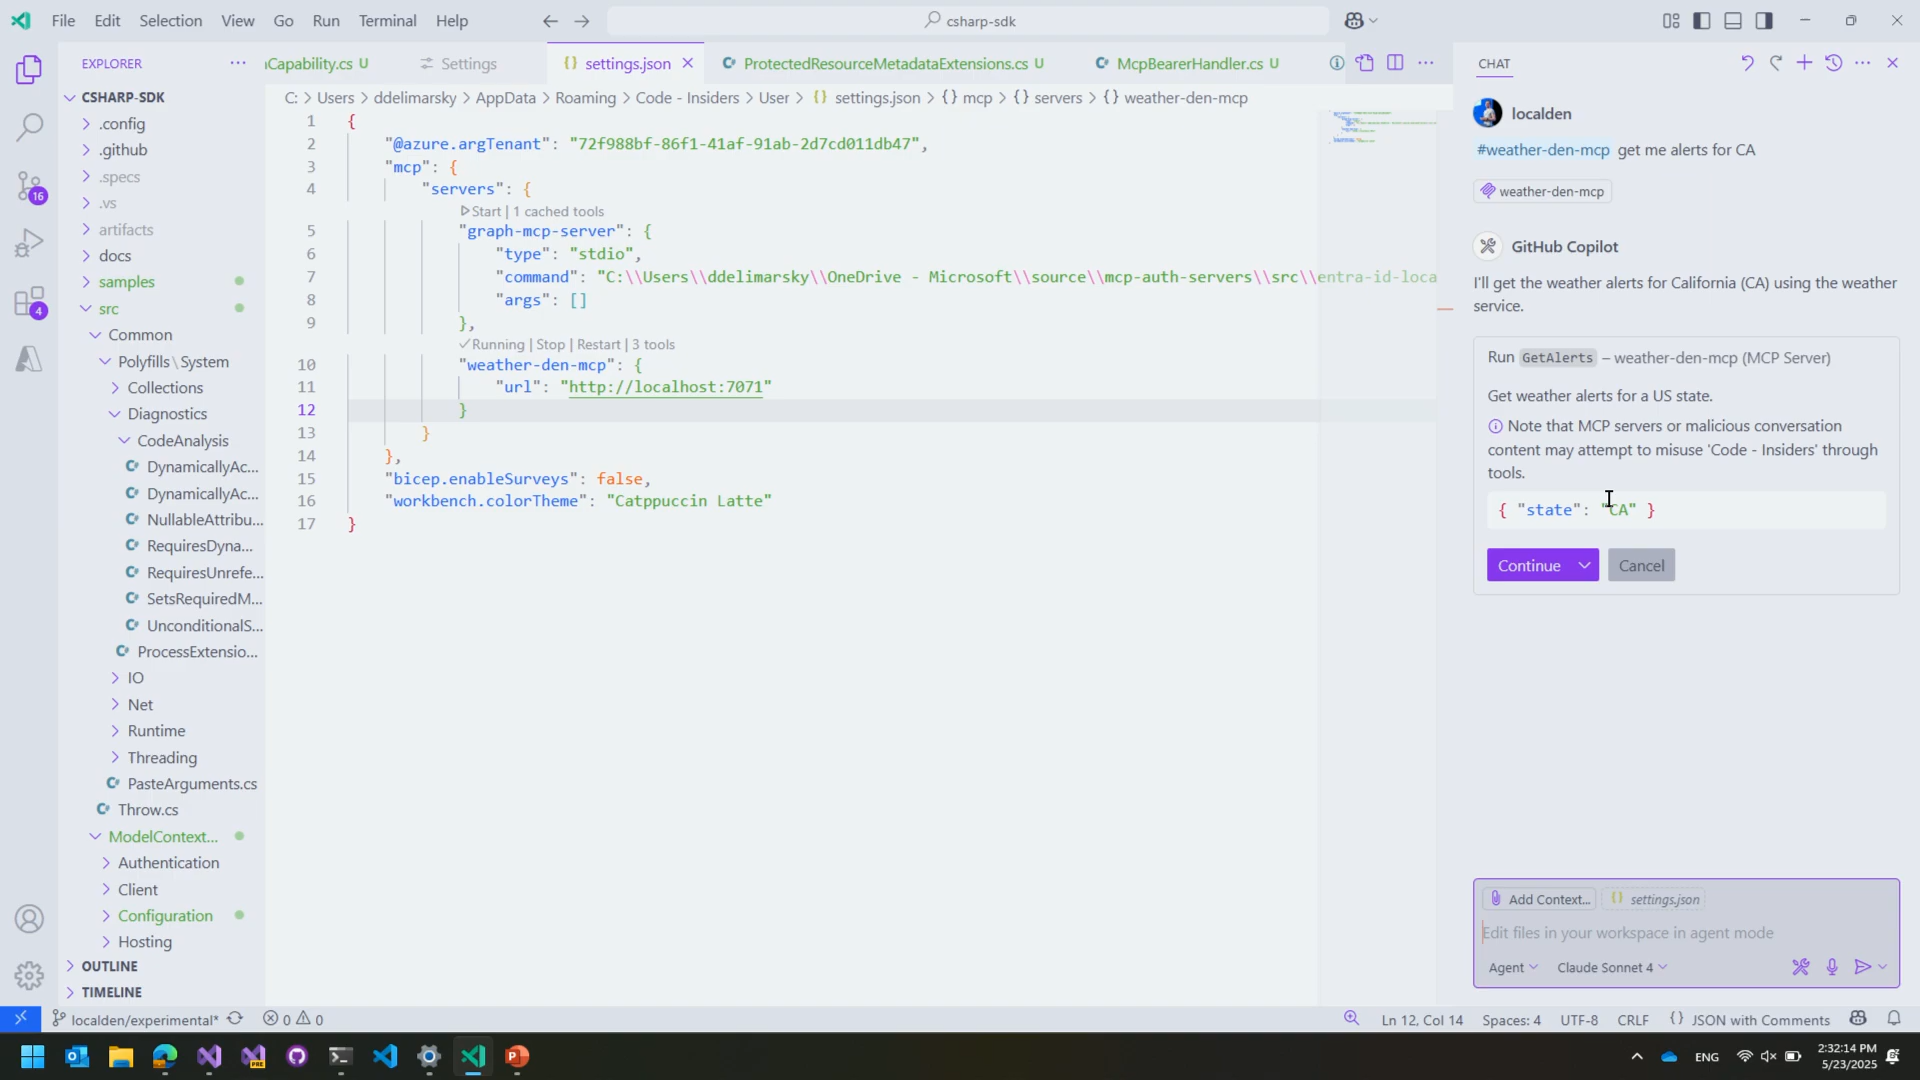 File Edit Selection View Go Run Terminal Help
csharp-sdk
EXPLORER
CSHARP-SDK
.config
.github
.specs
.vs
artifacts
docs
samples
src
Common
Polyfills\System
Collections
Diagnostics
CodeAnalysis
DynamicallyAc...
DynamicallyAc...
NullableAttribu...
RequiresDyna...
RequiresUnrefe...
SetsRequiredM...
UnconditionalS...
ProcessExtensio...
IO
Net
Runtime
Threading
PasteArguments.cs
Throw.cs
ModelContext...
Authentication
Client
Configuration
Hosting
OUTLINE
TIMELINE
16
4
Capability.cs U
Settings
{} settings.json
ProtectedResourceMetadataExtensions.cs U
McpBearerHandler.cs U
C: > Users > ddelimarsky > AppData > Roaming > Code - Insiders > User > {} settings.json > {} mcp > {} servers > {} weather-den-mcp
1 {
2 "@azure.argTenant": "72f988bf-86f1-41af-91ab-2d7cd011db47",
3 "mcp": {
4 "servers": {
Start | 1 cached tools
5 "graph-mcp-server": {
6 "type": "stdio",
7 "command": "C:\\Users\\ddelimarsky\\OneDrive - Microsoft\\source\\mcp-auth-servers\\src\\entra-id-loca
8 "args": []
9 },
✓Running | Stop | Restart | 3 tools
10 "weather-den-mcp": {
11 "url": "http://localhost:7071"
12 }
13 }
14 },
15 "bicep.enableSurveys": false,
16 "workbench.colorTheme": "Catppuccin Latte"
17 }
CHAT
localden
#weather-den-mcp get me alerts for CA
weather-den-mcp
GitHub Copilot
I'll get the weather alerts for California (CA) using the weather
service.
Run GetAlerts – weather-den-mcp (MCP Server)
Get weather alerts for a US state.
Note that MCP servers or malicious conversation
content may attempt to misuse 'Code - Insiders' through
tools.
{ "state": "CA" }
Continue
Cancel
Add Context...
{} settings.json
Edit files in your workspace in agent mode
Agent
Claude Sonnet 4
localden/experimental*
0 0
Ln 12, Col 14
Spaces: 4
UTF-8
CRLF
{} JSON with Comments
PRE
ENG
2:32:14 PM
5/23/2025